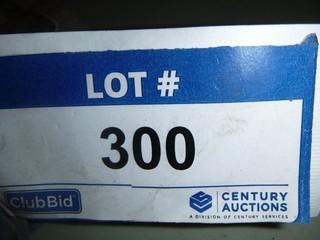 LOT #
300
ClubBid
CENTURY
AUCTIONS
A DIVISION OF CENTURY SERVICES